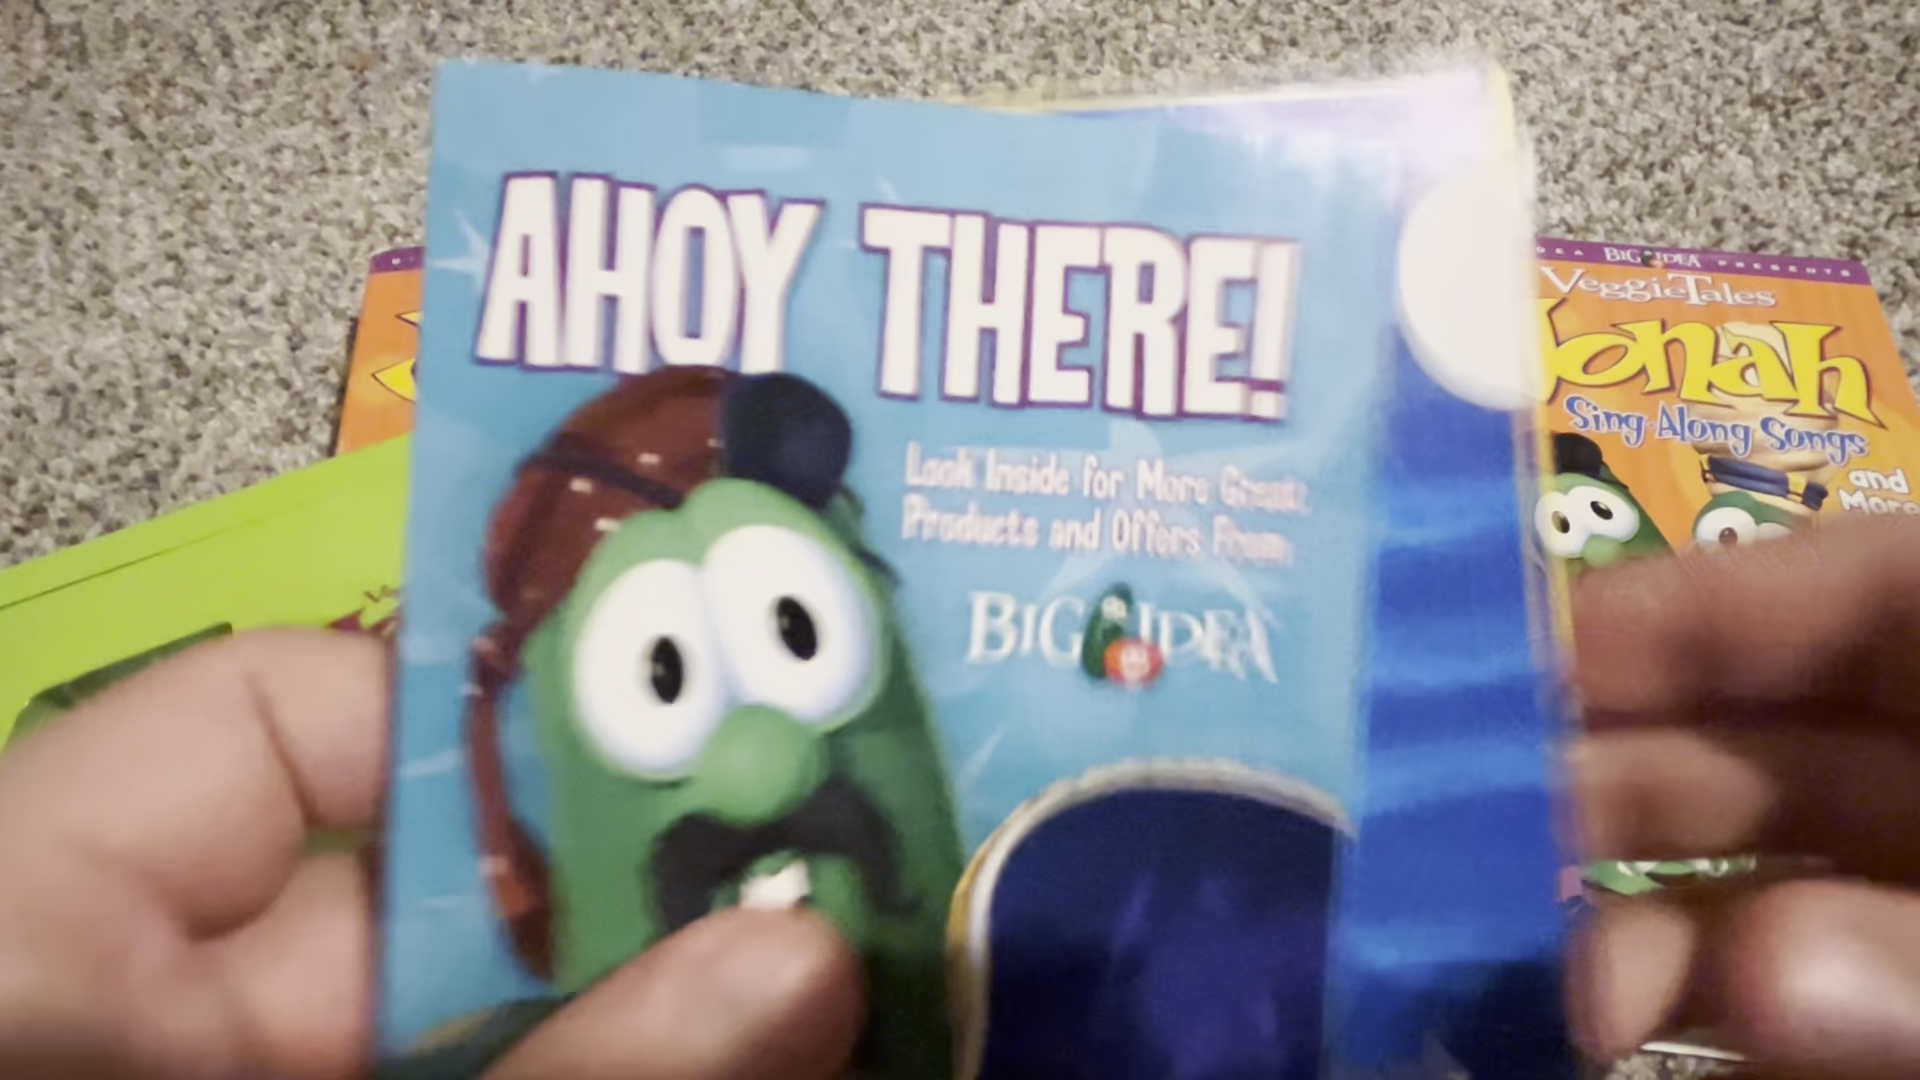 AHOY THERE!
Look Inside for More Great
Products and Offers From
BIG IDEA
BIG IDEA PRESENTS
VeggieTales
Jonah
Sing-Along Songs
and
More